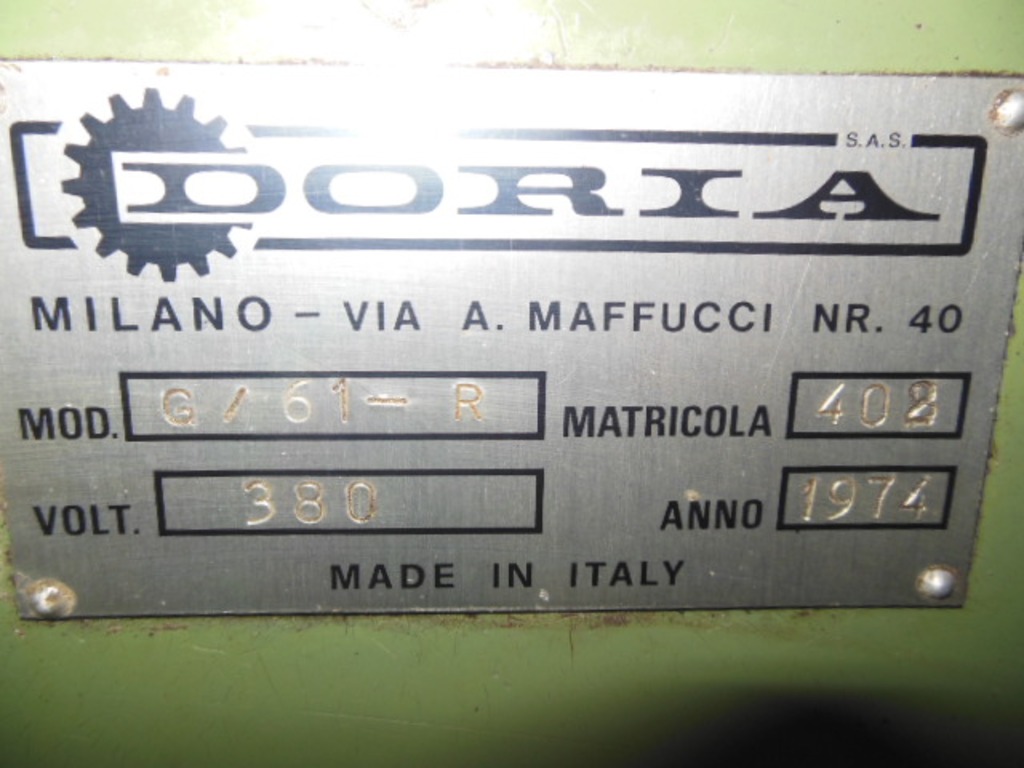 S.A.S.
DORIA
MILANO – VIA A. MAFFUCCI NR. 40
MOD. G/61-R MATRICOLA 402
VOLT. 380 ANNO 1974
MADE IN ITALY